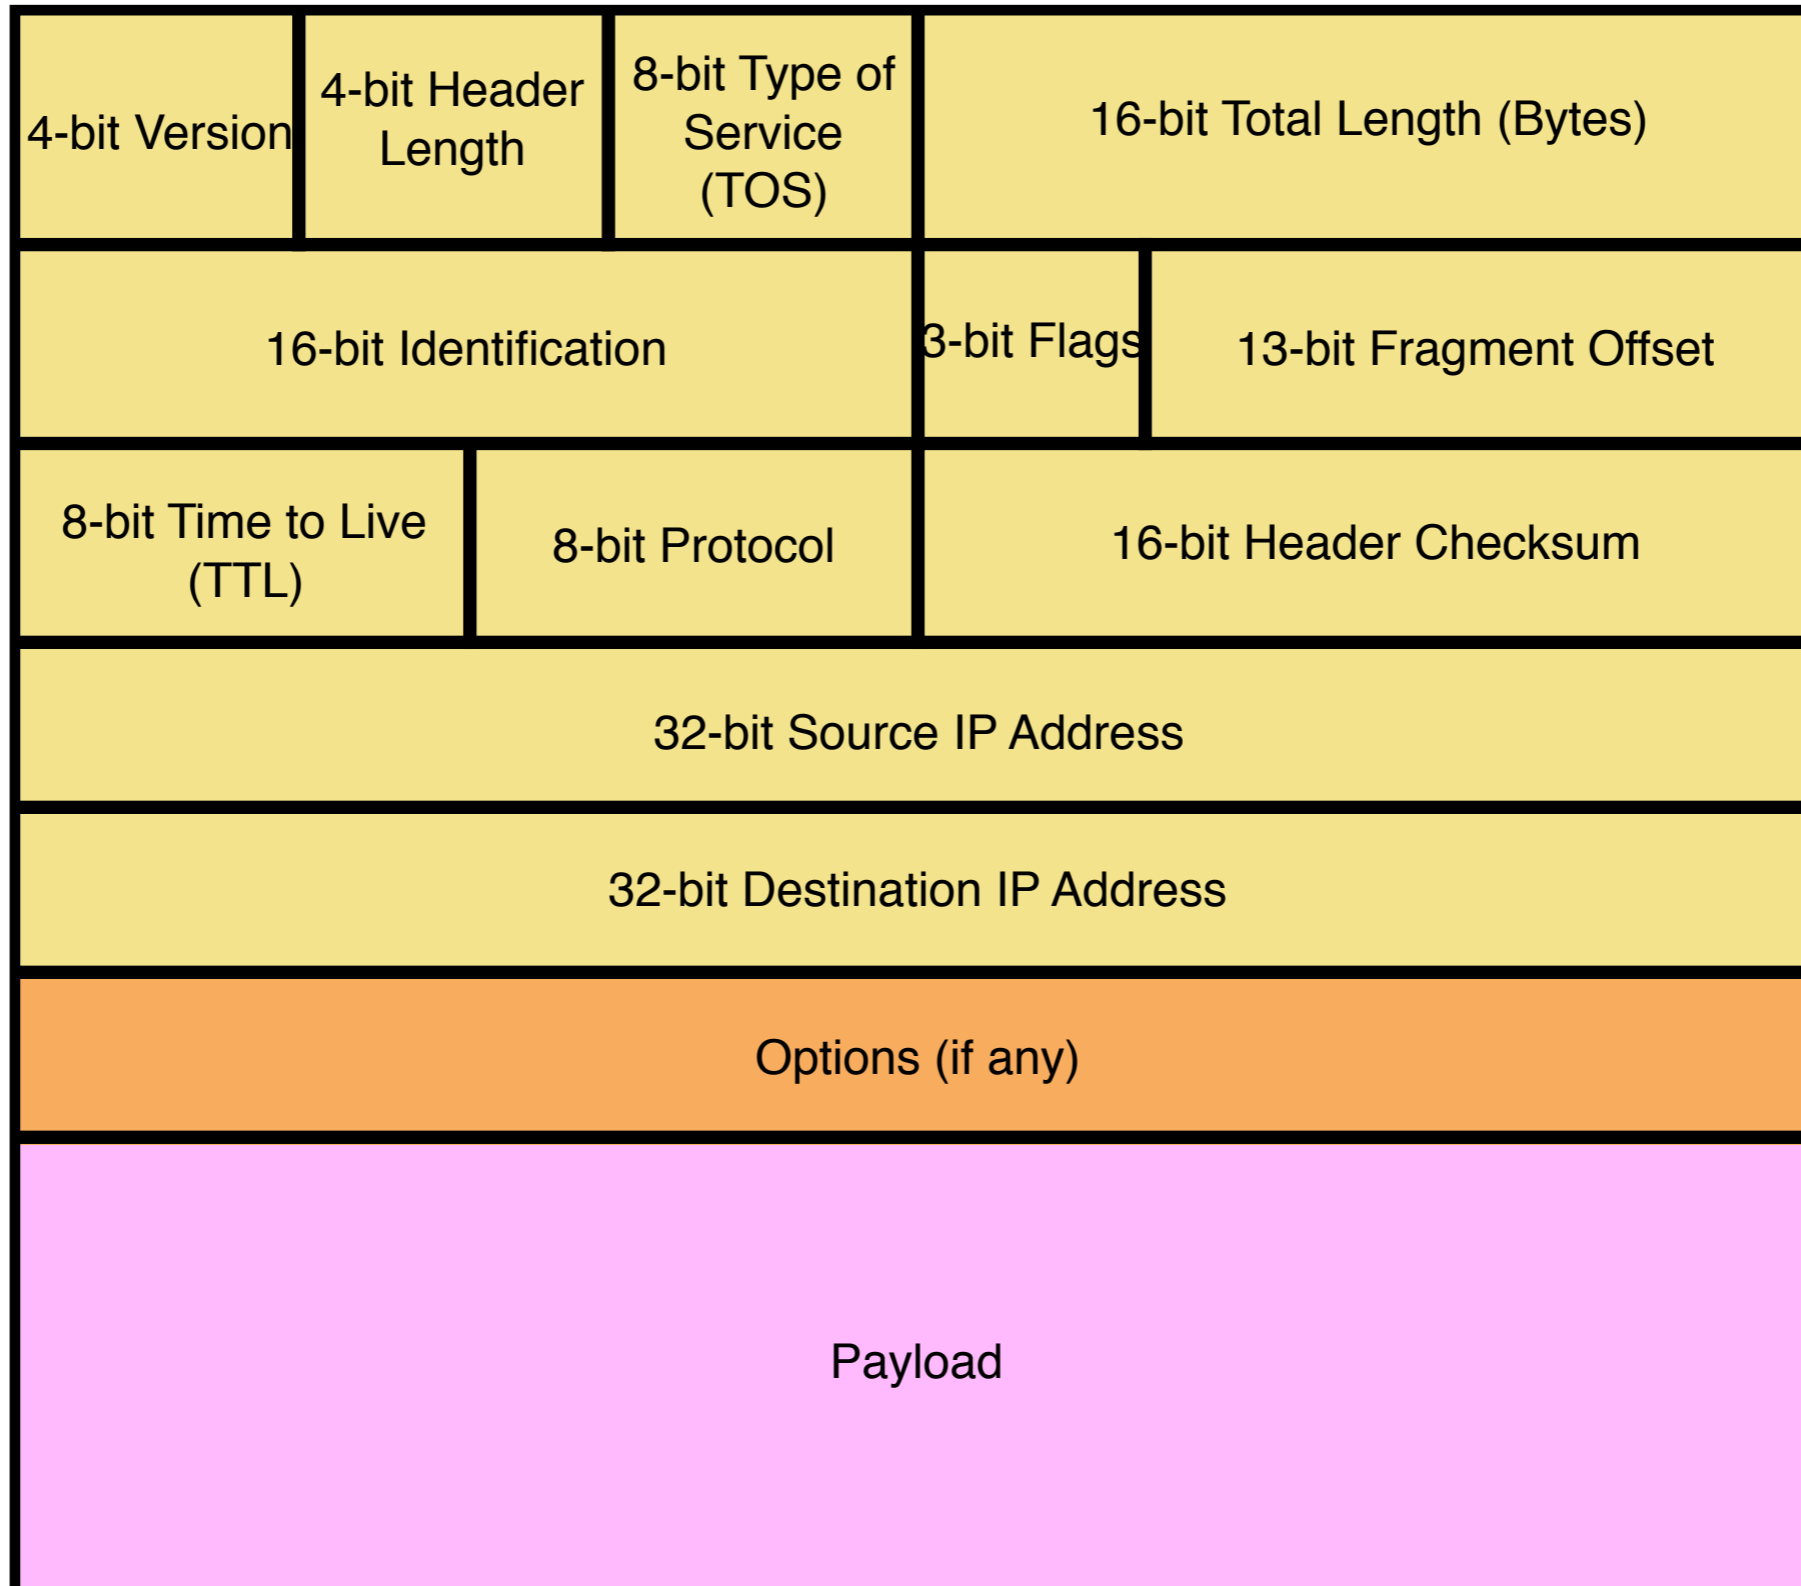 4-bit Version
4-bit Header
Length
8-bit Type of
Service
(TOS)
16-bit Total Length (Bytes)
16-bit Identification
3-bit Flags
13-bit Fragment Offset
8-bit Time to Live
(TTL)
8-bit Protocol
16-bit Header Checksum
32-bit Source IP Address
32-bit Destination IP Address
Options (if any)
Payload